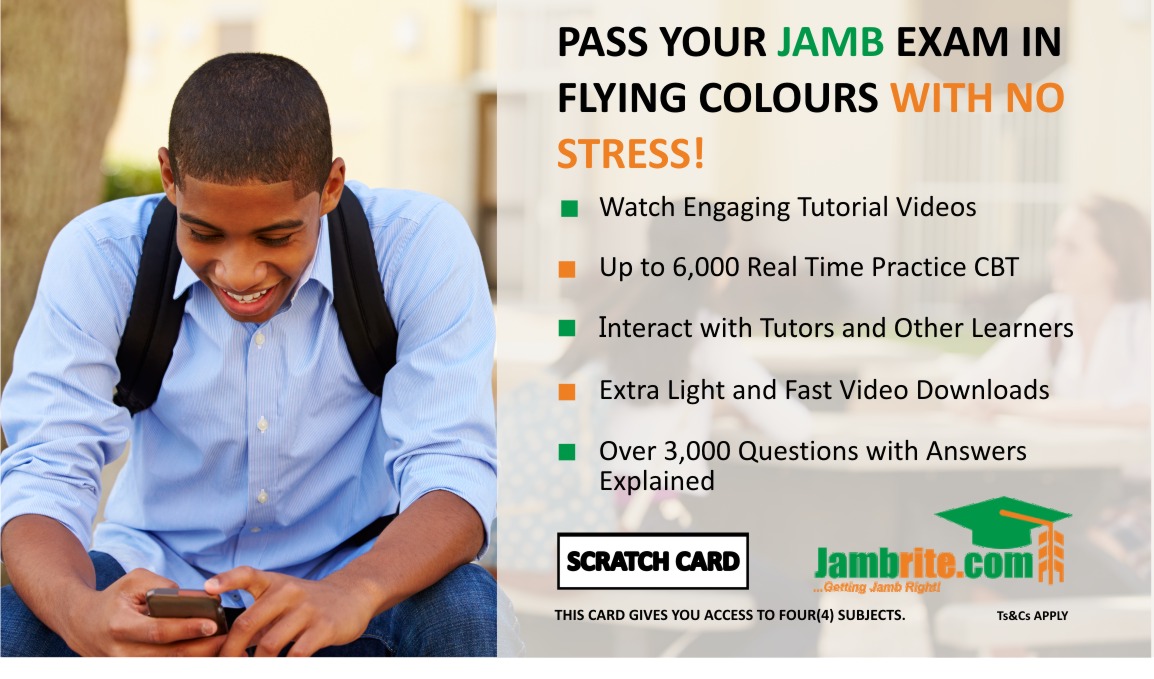 PASS YOUR JAMB EXAM IN
FLYING COLOURS WITH NO
STRESS!
Watch Engaging Tutorial Videos
Up to 6,000 Real Time Practice CBT
Interact with Tutors and Other Learners
Extra Light and Fast Video Downloads
Over 3,000 Questions with Answers
Explained
SCRATCH CARD
Jambrite.com
...Getting Jamb Right!
THIS CARD GIVES YOU ACCESS TO FOUR(4) SUBJECTS.
Ts&Cs APPLY